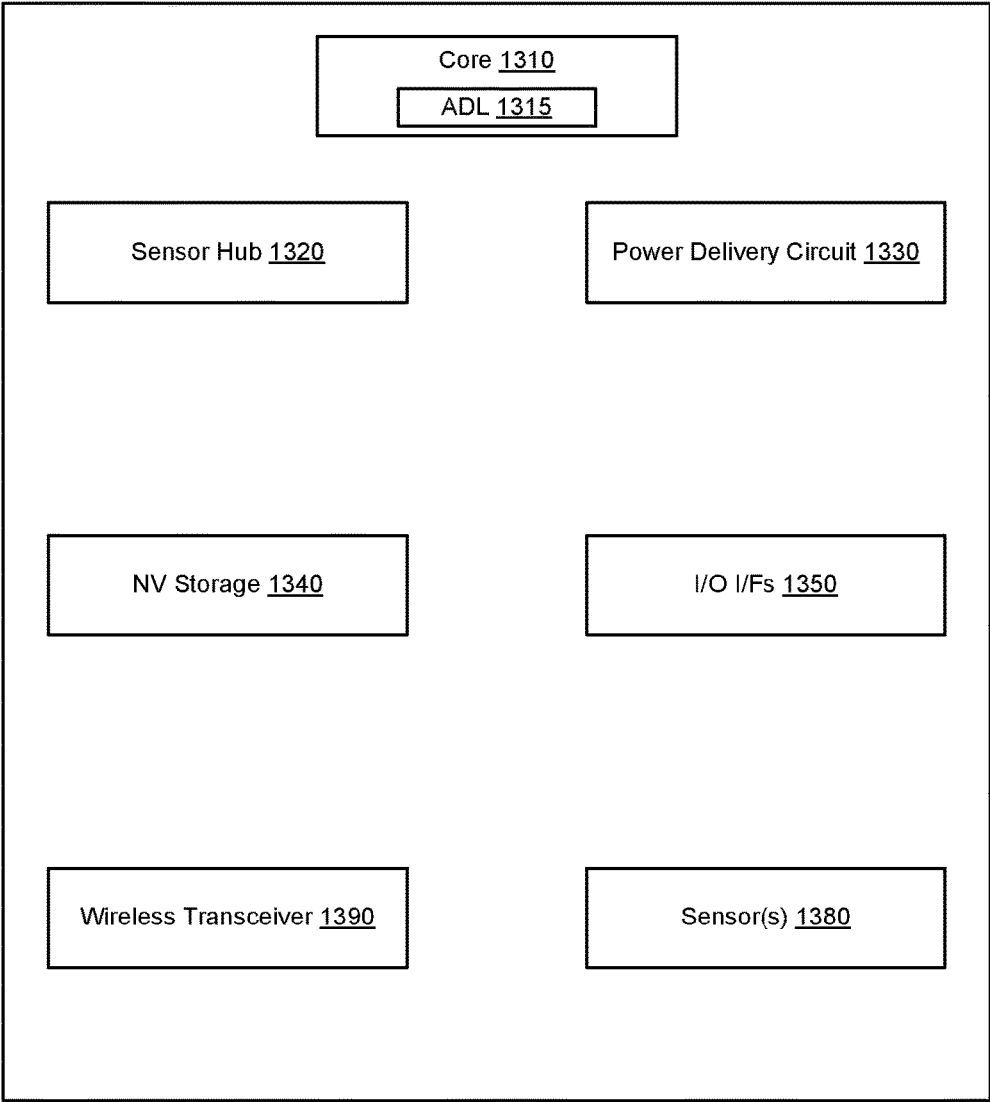 Core 1310
ADL 1315
Sensor Hub 1320
Power Delivery Circuit 1330
NV Storage 1340
I/O I/Fs 1350
Wireless Transceiver 1390
Sensor(s) 1380